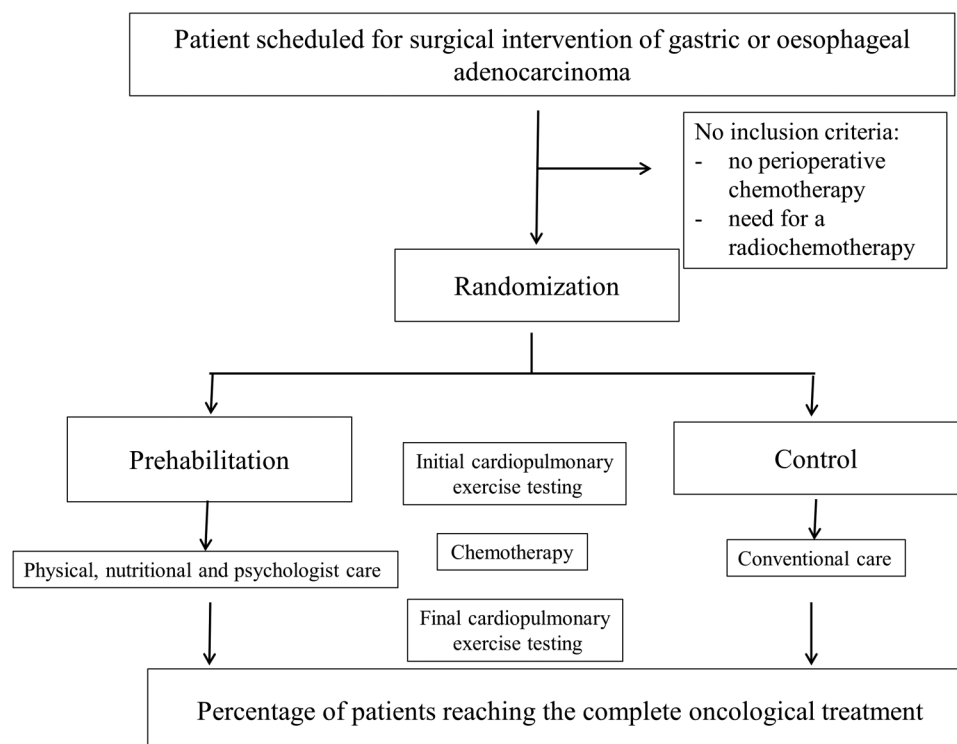 Patient scheduled for surgical intervention of gastric or oesophageal
adenocarcinoma
No inclusion criteria:
- no perioperative
chemotherapy
- need for a
radiochemotherapy
Randomization
Prehabilitation
Initial cardiopulmonary
exercise testing
Control
Chemotherapy
Physical, nutritional and psychologist care
Conventional care
Final cardiopulmonary
exercise testing
Percentage of patients reaching the complete oncological treatment